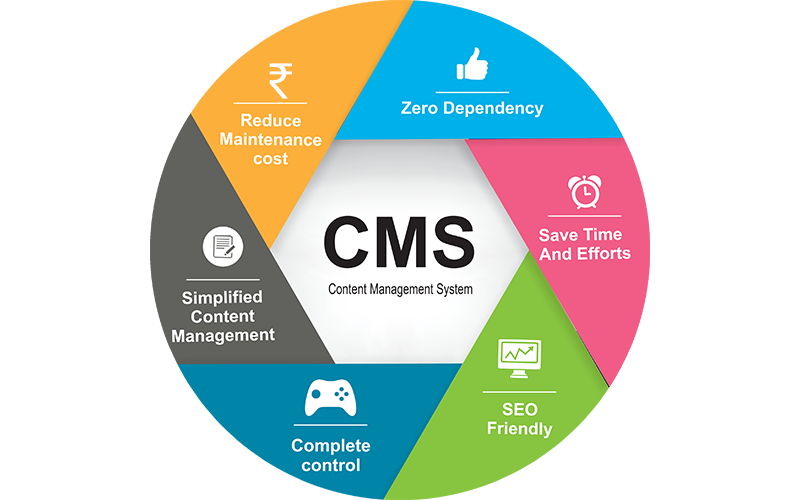 Zero Dependency
Save Time
And Efforts
SEO
Friendly
Complete
control
Simplified
Content
Management
₹
Reduce
Maintenance
cost
CMS
Content Management System